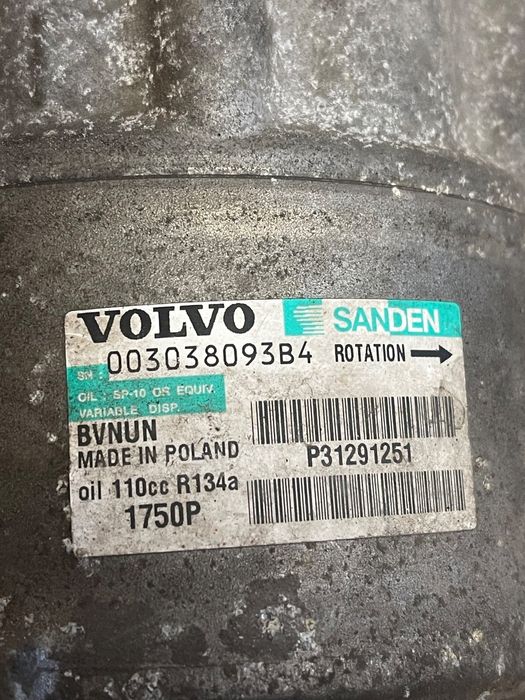 VOLVO SANDEN
SN : 003038093B4 ROTATION →
OIL : SP-10 OR EQUIV.
VARIABLE DISP.
BVNUN
MADE IN POLAND P31291251
oil 110cc R134a
1750P